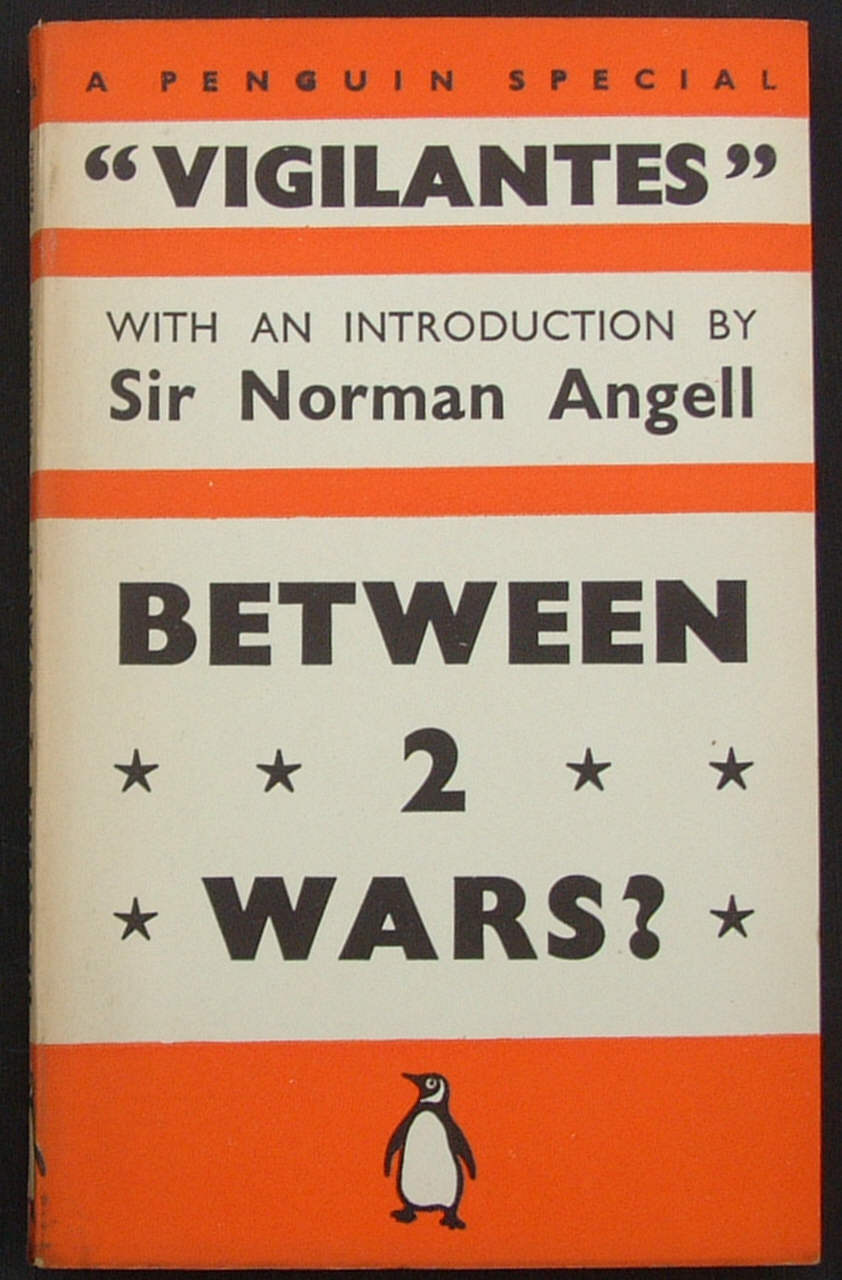 A PENGUIN SPECIAL
“VIGILANTES”
WITH AN INTRODUCTION BY
Sir Norman Angell
BETWEEN
★ ★ 2 ★ ★
★ WARS? ★